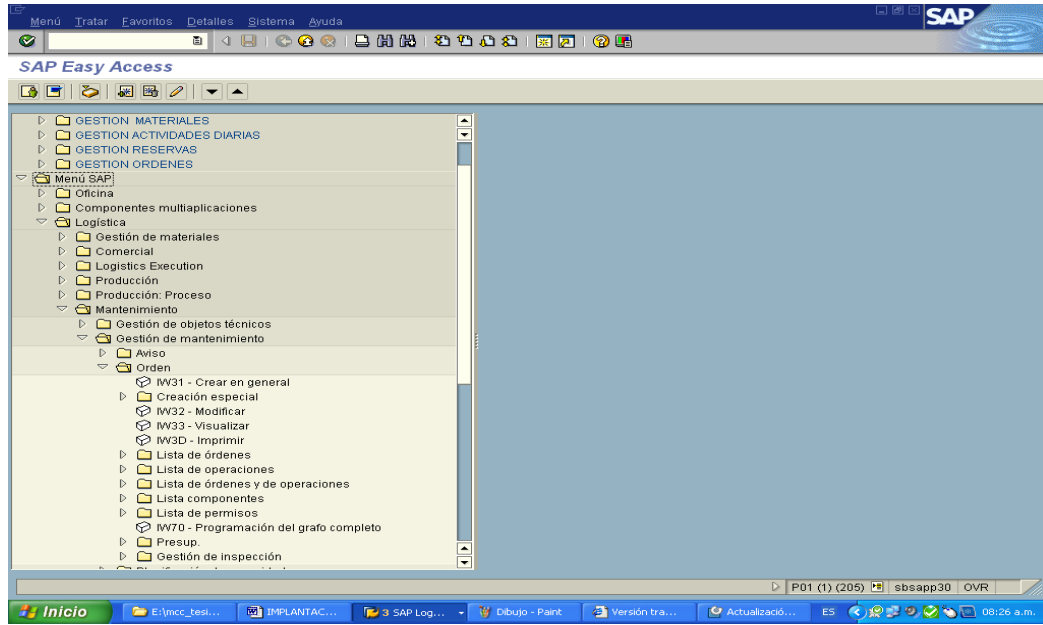 Menú Tratar Favoritos Detalles Sistema Ayuda
SAP
SAP Easy Access
GESTION MATERIALES
GESTION ACTIVIDADES DIARIAS
GESTION RESERVAS
GESTION ORDENES
Menú SAP
Oficina
Componentes multiaplicaciones
Logística
Gestión de materiales
Comercial
Logistics Execution
Producción
Producción: Proceso
Mantenimiento
Gestión de objetos técnicos
Gestión de mantenimiento
Aviso
Orden
IW31 - Crear en general
Creación especial
IW32 - Modificar
IW33 - Visualizar
IW3D - Imprimir
Lista de órdenes
Lista de operaciones
Lista de órdenes y de operaciones
Lista componentes
Lista de permisos
IW70 - Programación del grafo completo
Presup.
Gestión de inspección
P01 (1) (205) sbsapp30 OVR
Inicio E:\mcc_tesi... IMPLANTAC... 3 SAP Log... Dibujo - Paint Versión tra... Actualizació... ES 08:26 a.m.